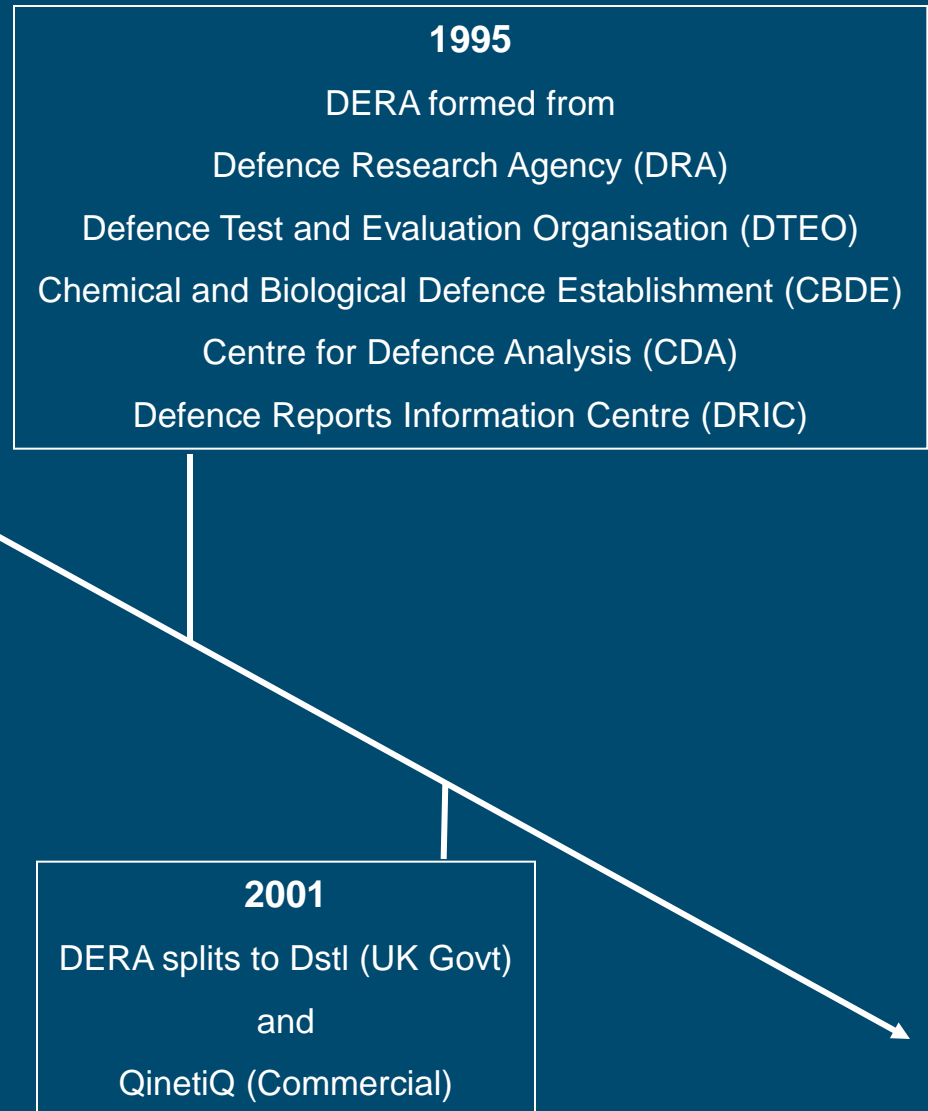 1995
DERA formed from
Defence Research Agency (DRA)
Defence Test and Evaluation Organisation (DTEO)
Chemical and Biological Defence Establishment (CBDE)
Centre for Defence Analysis (CDA)
Defence Reports Information Centre (DRIC)
2001
DERA splits to Dstl (UK Govt)
and
QinetiQ (Commercial)